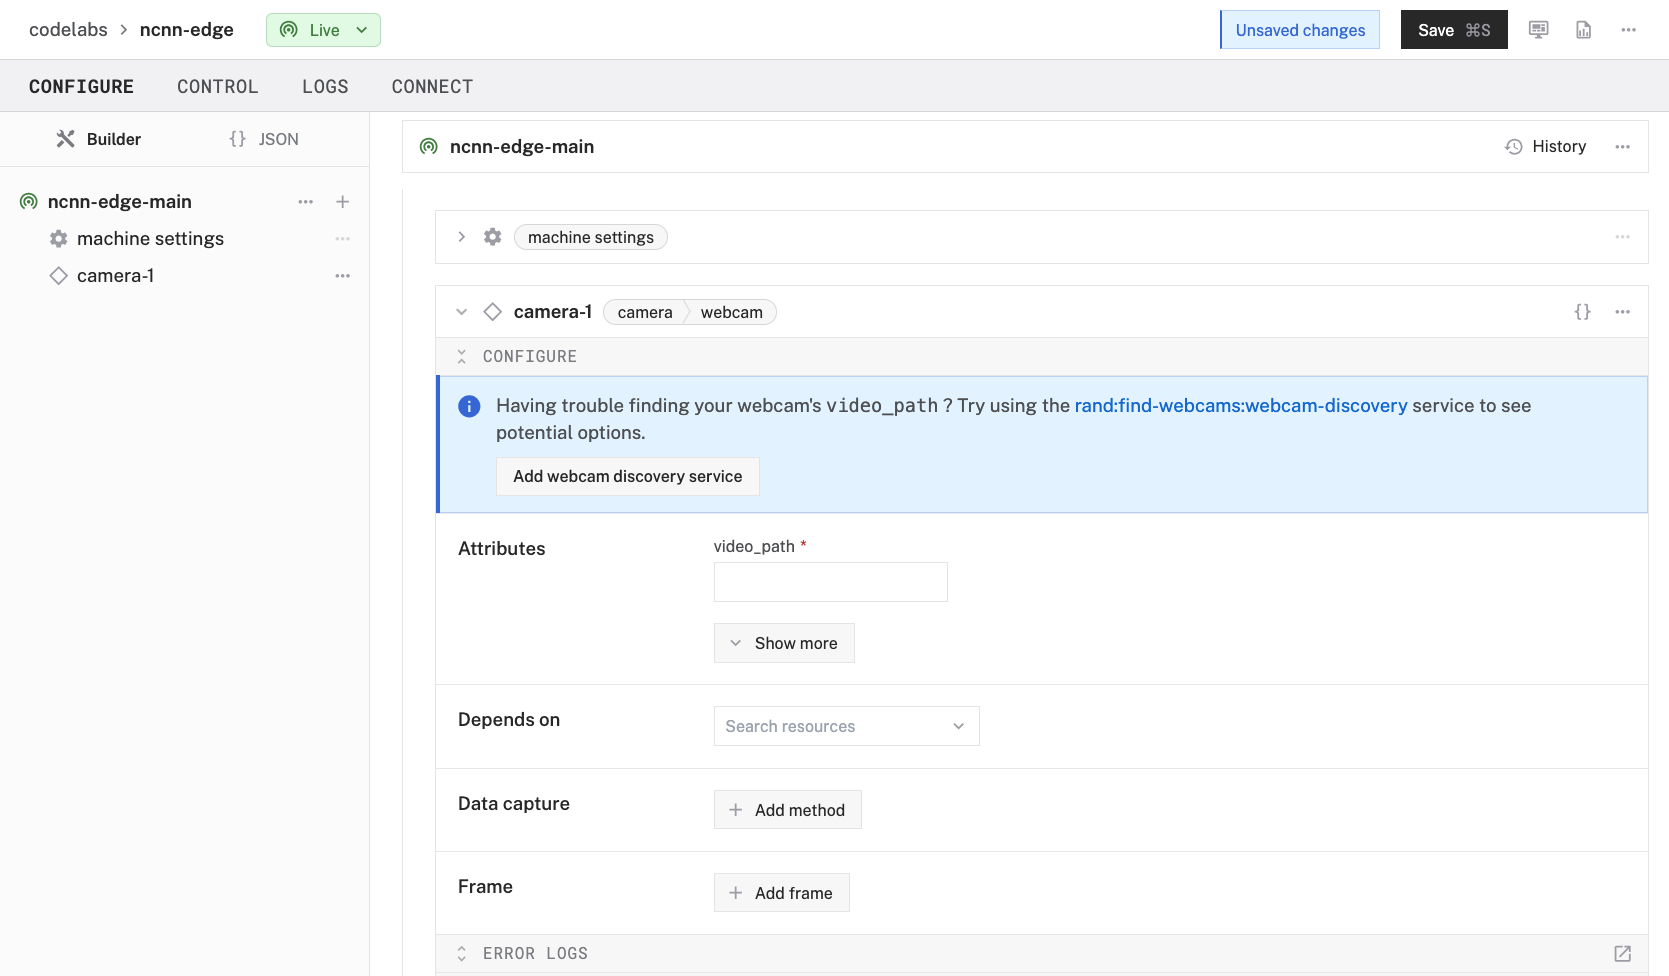 codelabs > ncnn-edge
Live
Unsaved changes
Save ⌘S
CONFIGURE
CONTROL
LOGS
CONNECT
Builder
{} JSON
ncnn-edge-main
machine settings
camera-1
ncnn-edge-main
History
machine settings
camera-1
camera
webcam
{}
CONFIGURE
Having trouble finding your webcam's video_path ? Try using the rand:find-webcams:webcam-discovery service to see
potential options.
Add webcam discovery service
Attributes
video_path *
Show more
Depends on
Search resources
Data capture
+ Add method
Frame
+ Add frame
ERROR LOGS